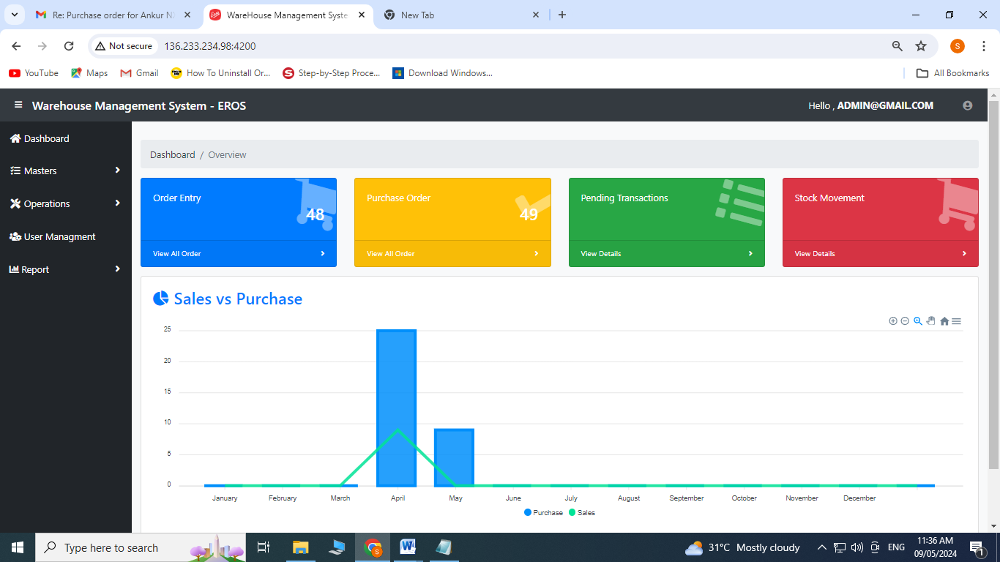 Re: Purchase order for Ankur N
WareHouse Management Syste
New Tab
Not secure
136.233.234.98:4200
S
YouTube
Maps
Gmail
How To Uninstall Or...
Step-by-Step Proce...
Download Windows...
All Bookmarks
Warehouse Management System - EROS
Hello , ADMIN@GMAIL.COM
Dashboard
Masters
Operations
User Managment
Report
Dashboard / Overview
Order Entry
48
View All Order
Purchase Order
49
View All Order
Pending Transactions
View Details
Stock Movement
View Details
Sales vs Purchase
25
20
15
10
5
0
January February March April May June July August September October November December
Purchase Sales
Type here to search
S
W
31°C Mostly cloudy
ENG
11:36 AM
09/05/2024
1